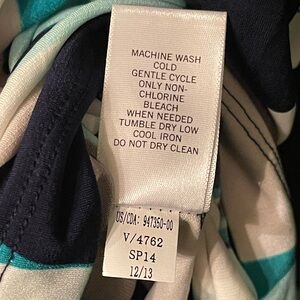 MACHINE WASH
COLD
GENTLE CYCLE
ONLY NON-
CHLORINE
BLEACH
WHEN NEEDED
TUMBLE DRY LOW
COOL IRON
DO NOT DRY CLEAN
US/CDA: 947350-00
V/4762
SP14
12/13